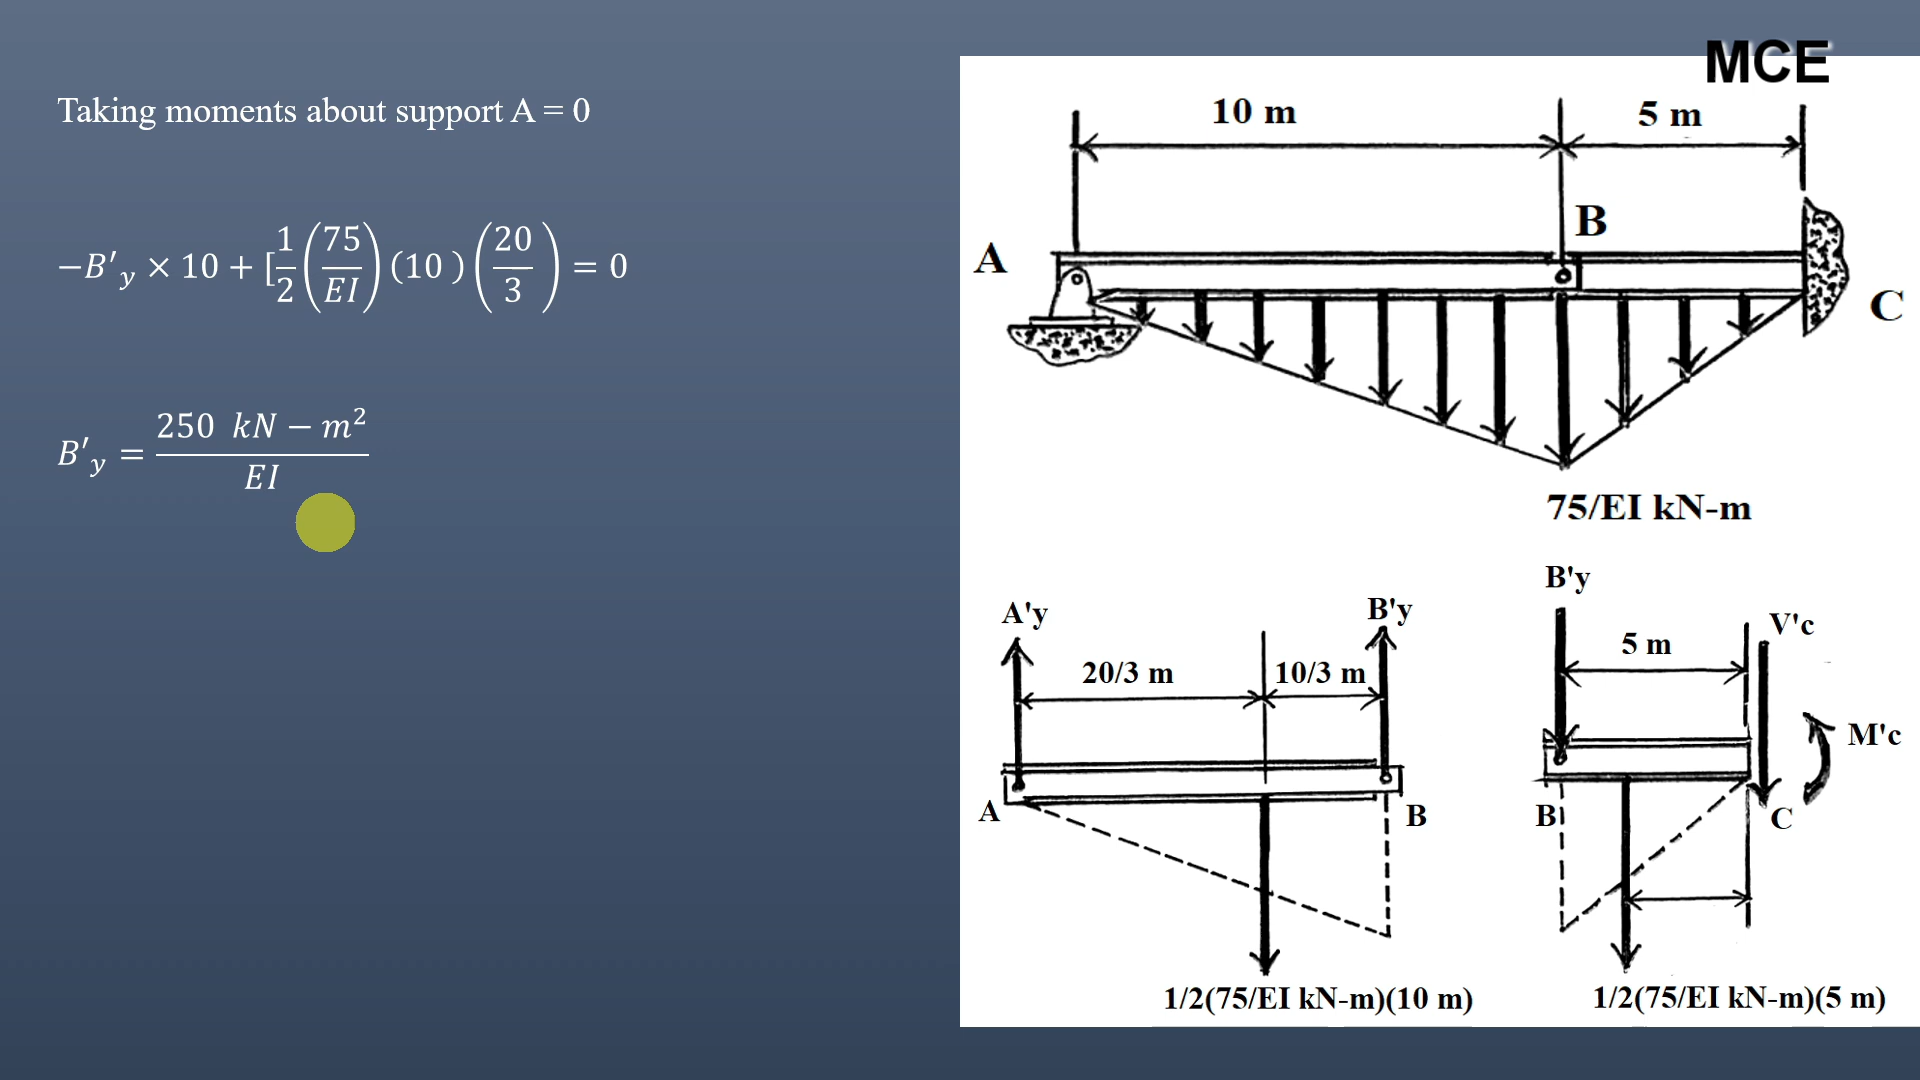 MCE
Taking moments about support A = 0
−B′y × 10 + [1/2 (75/EI) (10 ) (20/3) = 0
B′y = 250 kN − m²/EI
10 m
5 m
B
A
C
75/EI kN-m
A'y
B'y
20/3 m
10/3 m
A
B
1/2(75/EI kN-m)(10 m)
B'y
V'c
5 m
M'c
B
C
1/2(75/EI kN-m)(5 m)